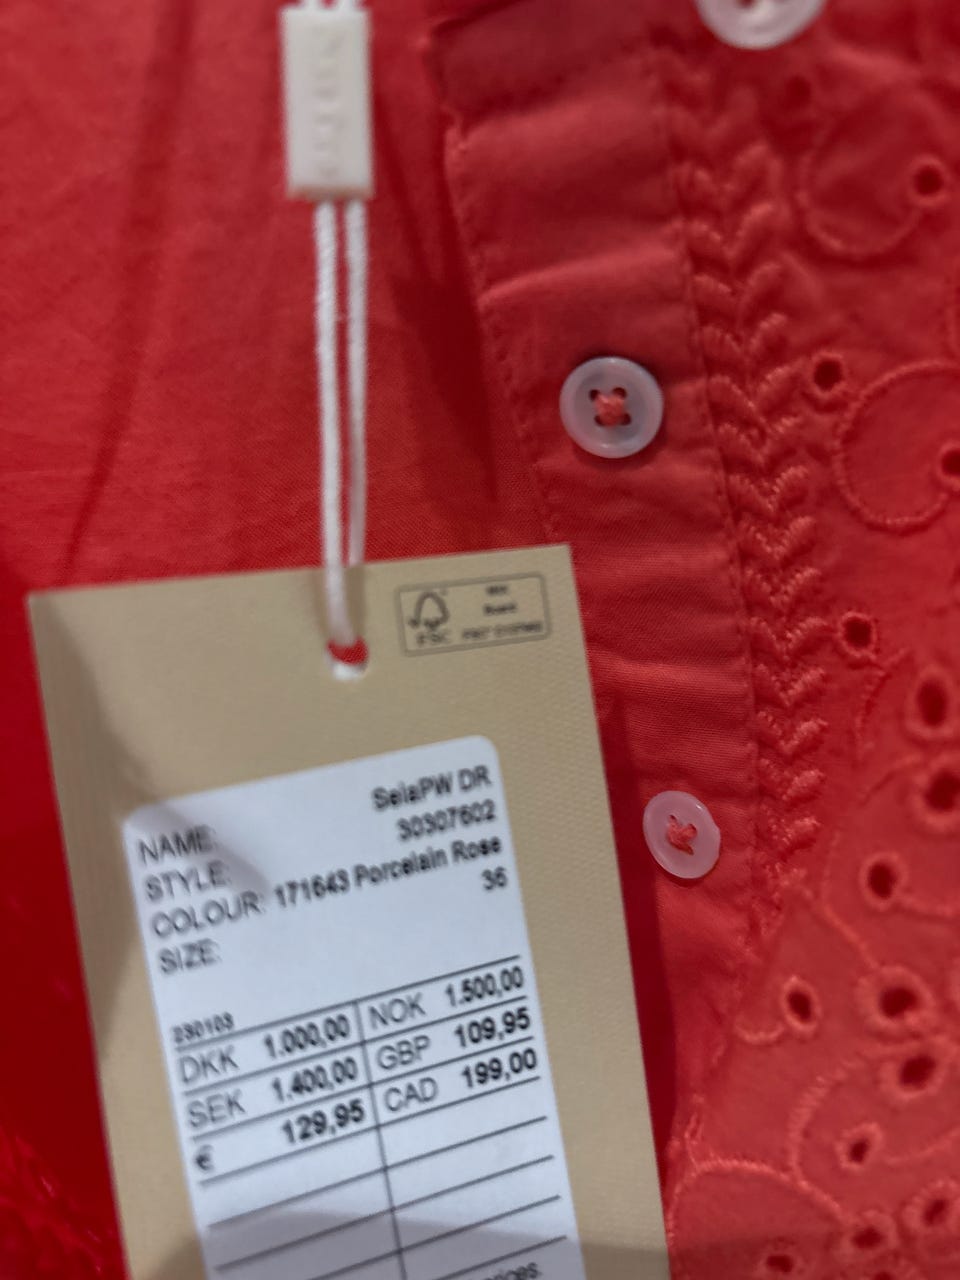 FSC
NAME: SelaPW DR
STYLE: 30307602
COLOUR: 171643 Porcelain Rose
SIZE: 36
DKK 1.000,00 NOK 1.500,00
SEK 1.400,00 GBP 109,95
€ 129,95 CAD 199,00